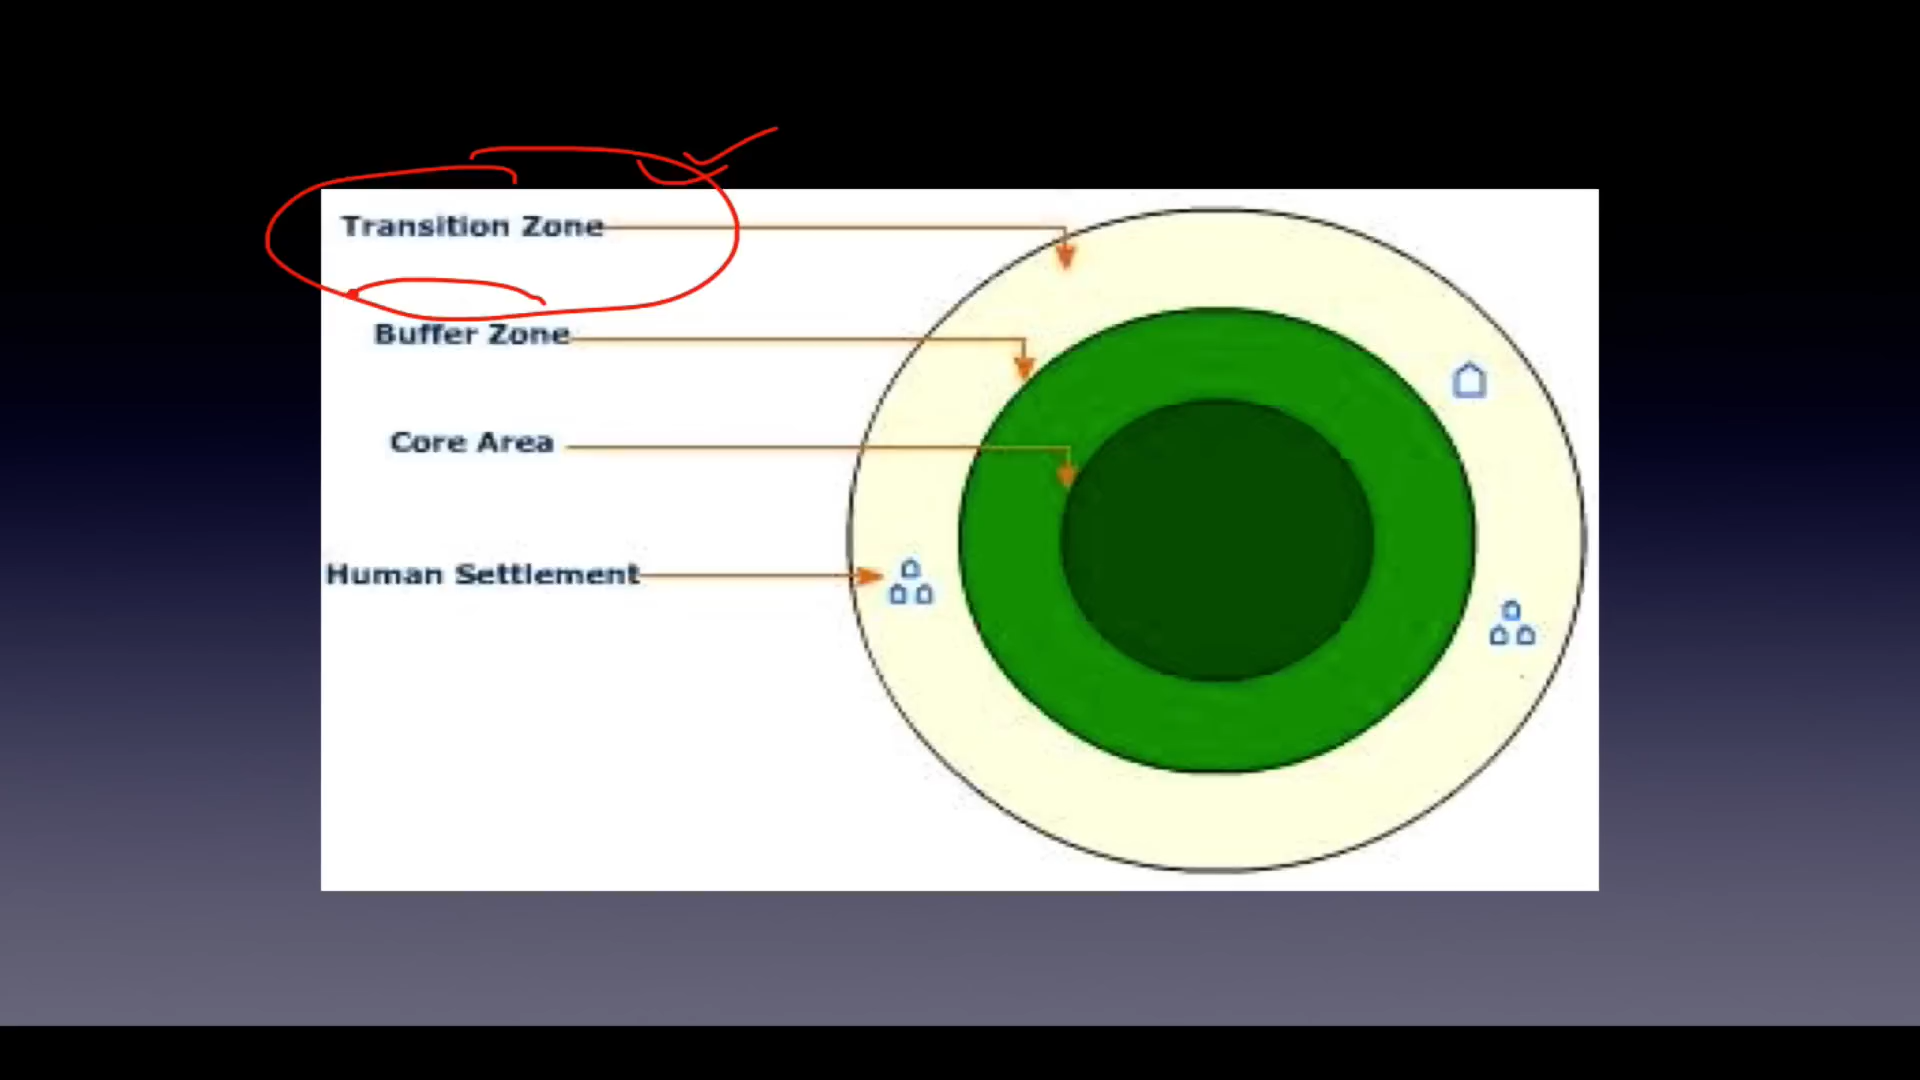 Transition Zone
Buffer Zone
Core Area
Human Settlement